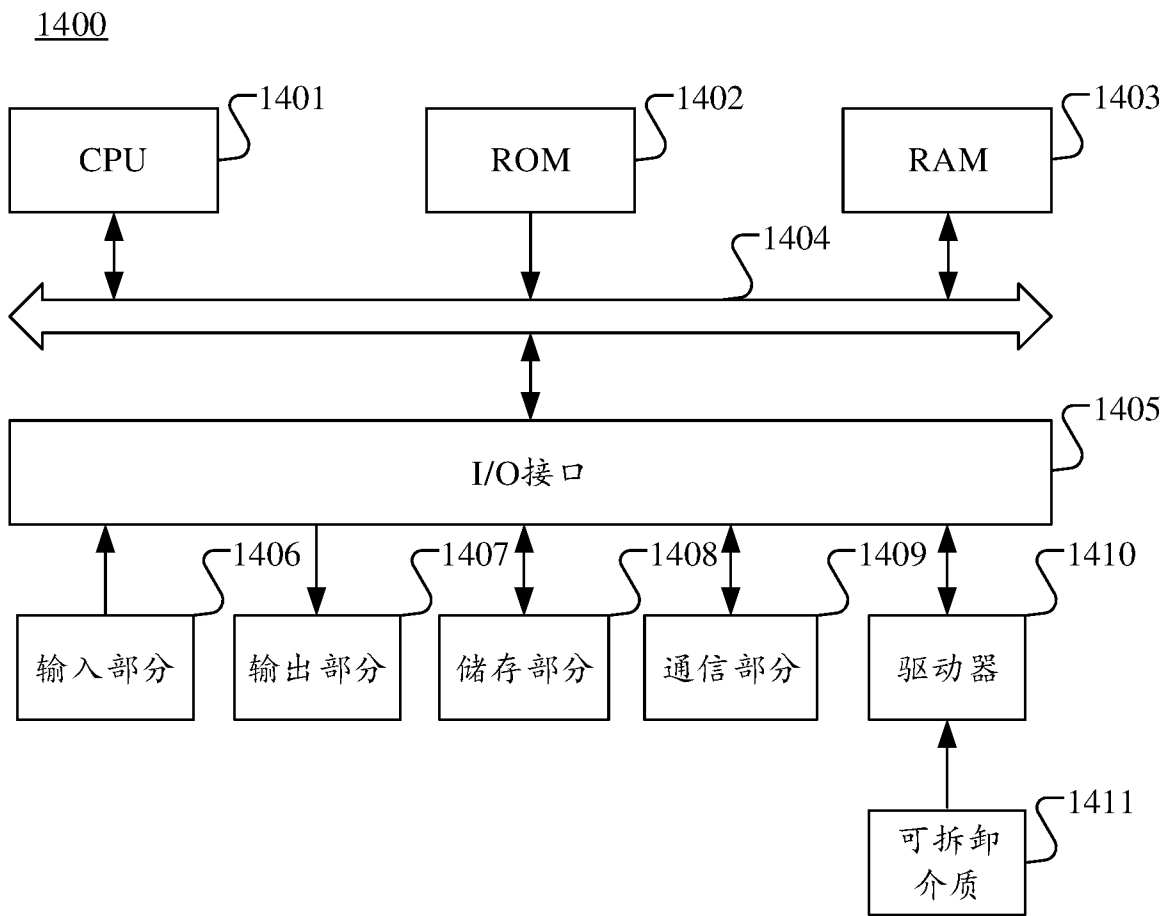 1400
1401
1402
1403
CPU
ROM
RAM
1404
1405
I/O接口
1406
1407
1408
1409
1410
输入部分
输出部分
储存部分
通信部分
驱动器
1411
可拆卸
介质